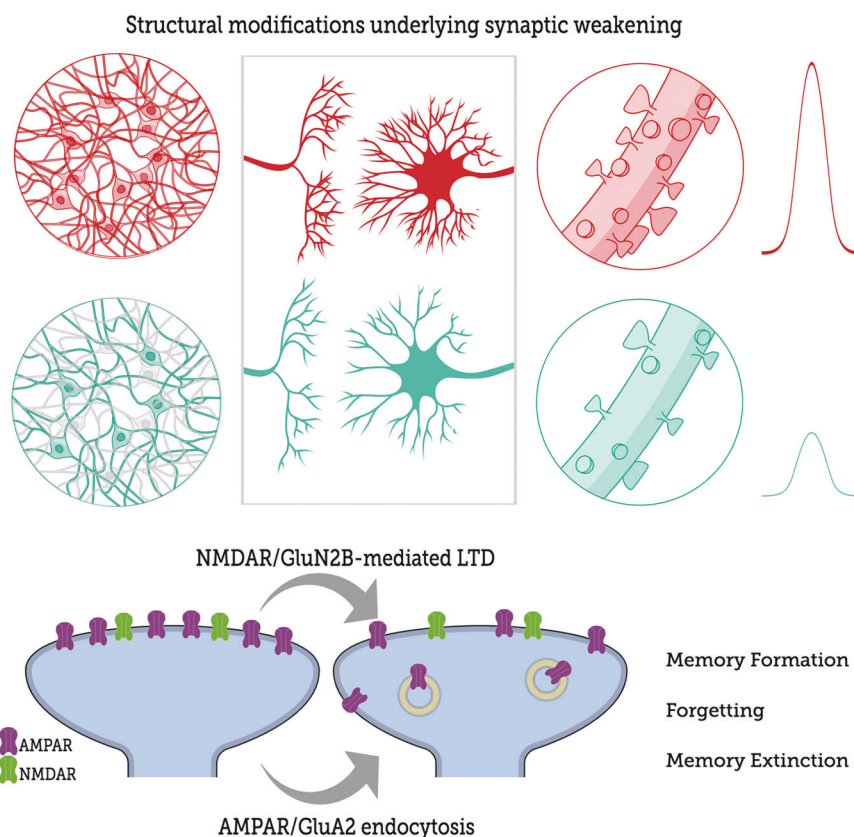 Structural modifications underlying synaptic weakening
NMDAR/GluN2B-mediated LTD
Memory Formation
Forgetting
Memory Extinction
AMPAR
NMDAR
AMPAR/GluA2 endocytosis